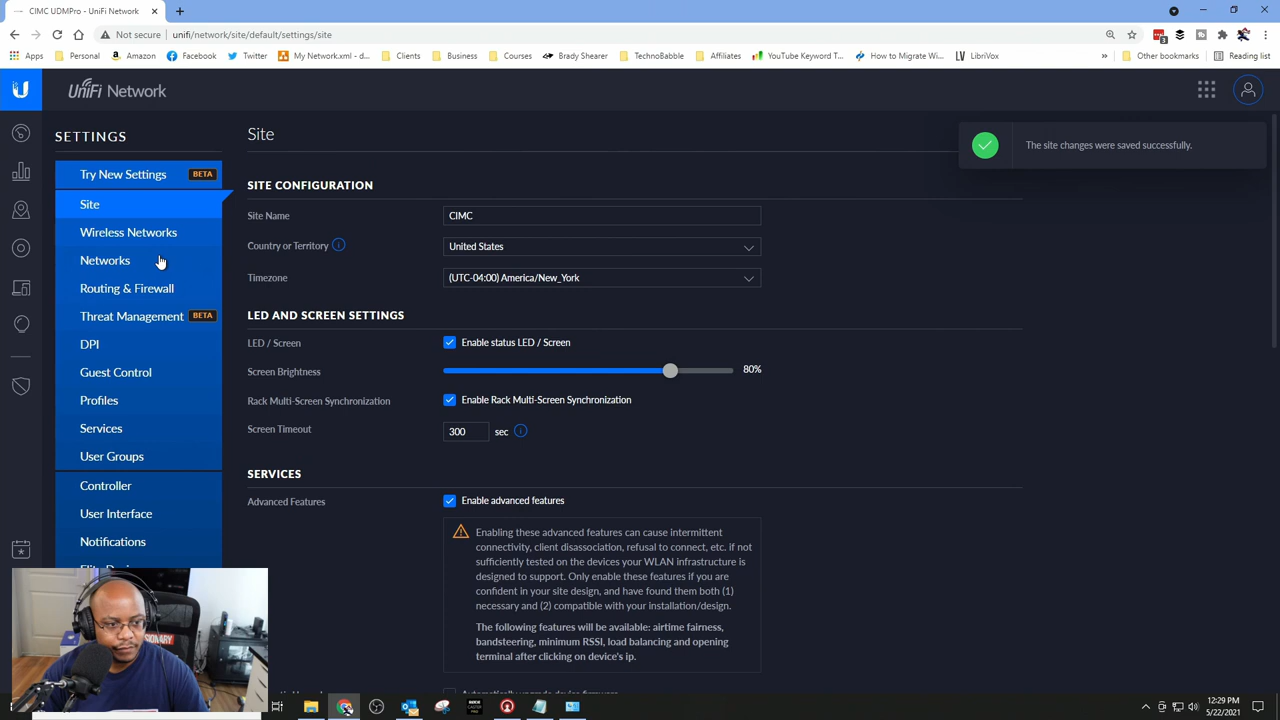 CIMC UDMPro - UniFi Network
Not secure | unifi/network/site/default/settings/site
Apps Personal Amazon Facebook Twitter My Network.xml - d... Clients Business Courses Brady Shearer TechnoBabble Affiliates YouTube Keyword T... How to Migrate Wi... LibriVox » Other bookmarks Reading list
UniFi Network
SETTINGS
Try New Settings BETA
Site
Wireless Networks
Networks
Routing & Firewall
Threat Management BETA
DPI
Guest Control
Profiles
Services
User Groups
Controller
User Interface
Notifications
Site
The site changes were saved successfully.
SITE CONFIGURATION
Site Name CIMC
Country or Territory United States
Timezone (UTC-04:00) America/New_York
LED AND SCREEN SETTINGS
LED / Screen Enable status LED / Screen
Screen Brightness 80%
Rack Multi-Screen Synchronization Enable Rack Multi-Screen Synchronization
Screen Timeout 300 sec
SERVICES
Advanced Features Enable advanced features
Enabling these advanced features can cause intermittent
connectivity, client disassociation, refusal to connect, etc. if not
sufficiently tested on the devices your WLAN infrastructure is
designed to support. Only enable these features if you are
confident in your site design, and have found them both (1)
necessary and (2) compatible with your installation/design.
The following features will be available: airtime fairness,
bandsteering, minimum RSSI, load balancing and opening
terminal after clicking on device's ip.
Automatically upgrade device firmware
12:29 PM
5/22/2021